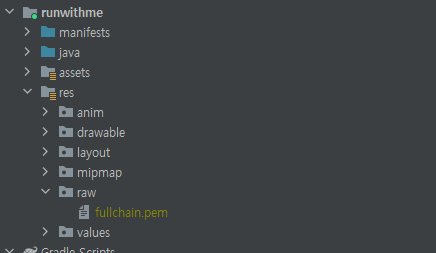 runwithme
manifests
java
assets
res
anim
drawable
layout
mipmap
raw
fullchain.pem
values
Gradle Scripts